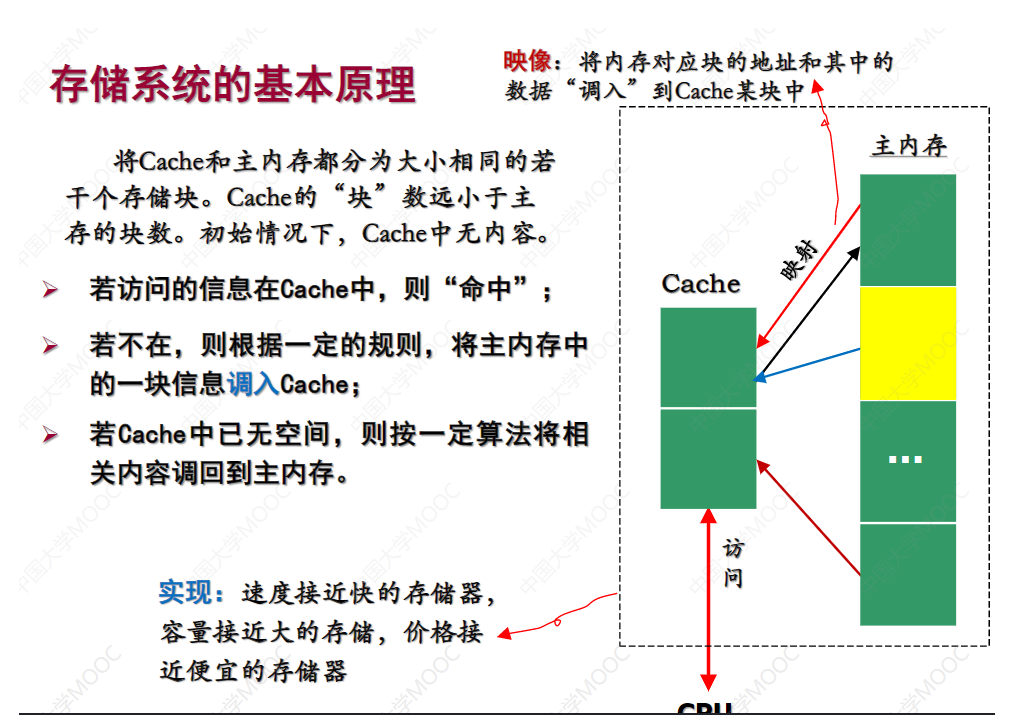 存储系统的基本原理
映像：将内存对应块的地址和其中的
数据“调入”到Cache某块中
将Cache和主内存都分为大小相同的若
干个存储块。Cache的“块”数远小于主
存的块数。初始情况下，Cache中无内容。
若访问的信息在Cache中，则“命中”；
若不在，则根据一定的规则，将主内存中
的一块信息调入Cache；
若Cache中已无空间，则按一定算法将相
关内容调回到主内存。
实现：速度接近快的存储器，
容量接近大的存储，价格接
近便宜的存储器
主内存
映射
Cache
...
访
问
CPU
中国大学MOOC